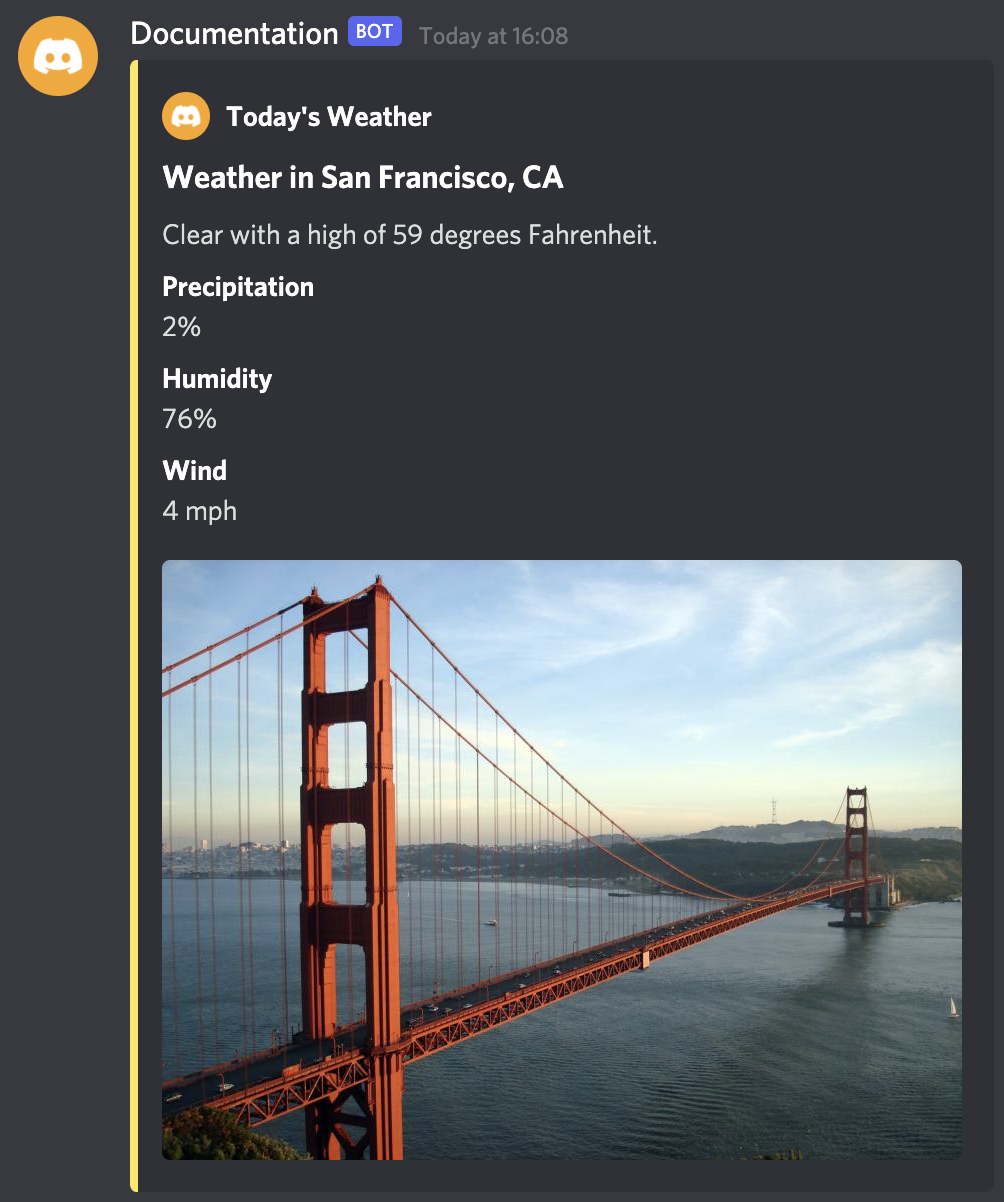 Documentation BOT Today at 16:08
Today's Weather
Weather in San Francisco, CA
Clear with a high of 59 degrees Fahrenheit.
Precipitation
2%
Humidity
76%
Wind
4 mph